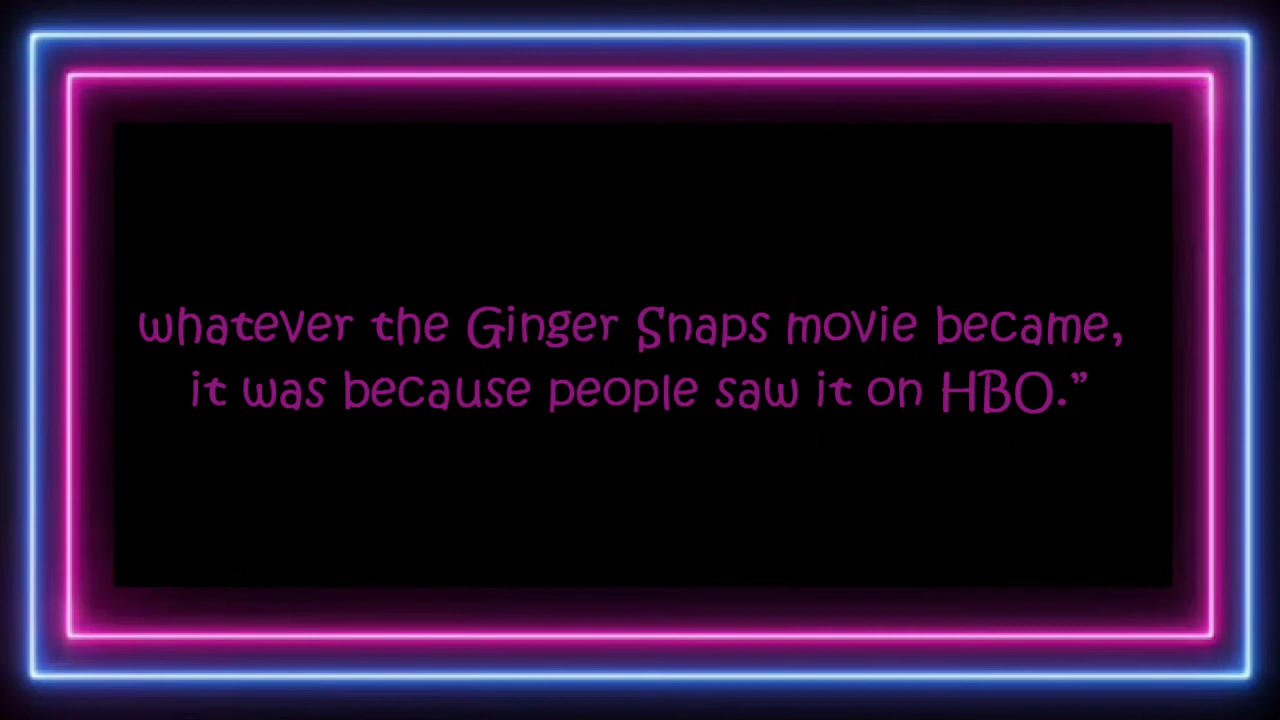 whatever the Ginger Snaps movie became,
it was because people saw it on HBO.”